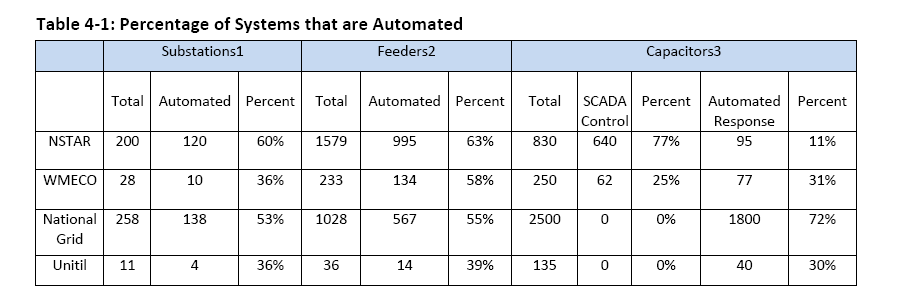 Table 4-1: Percentage of Systems that are Automated
Substations1 Feeders2 Capacitors3
Total Automated Percent Total Automated Percent Total SCADA Control Percent Automated Response Percent
NSTAR 200 120 60% 1579 995 63% 830 640 77% 95 11%
WMECO 28 10 36% 233 134 58% 250 62 25% 77 31%
National Grid 258 138 53% 1028 567 55% 2500 0 0% 1800 72%
Unitil 11 4 36% 36 14 39% 135 0 0% 40 30%